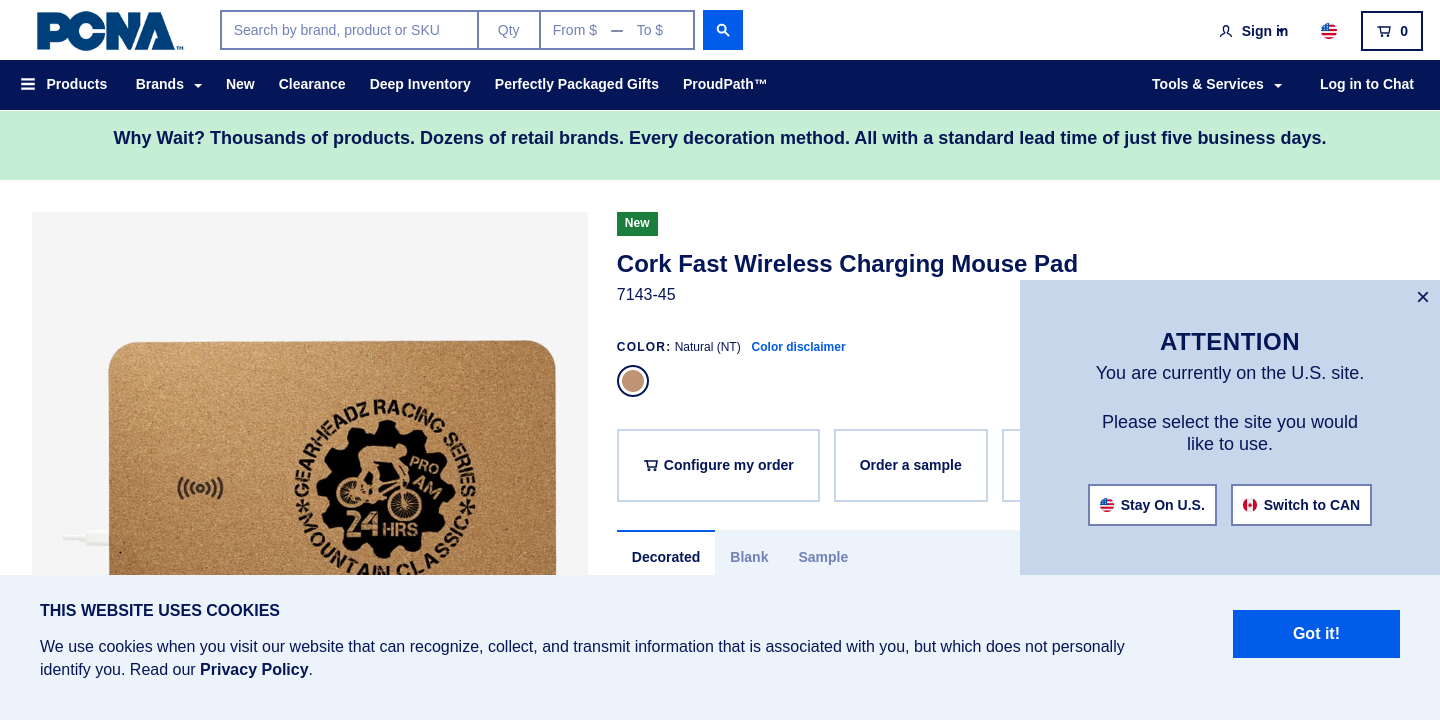 PCNA™
Search by brand, product or SKU
Qty
From $ — To $
Sign in
0
Products
Brands
New
Clearance
Deep Inventory
Perfectly Packaged Gifts
ProudPath™
Tools & Services
Log in to Chat
Why Wait? Thousands of products. Dozens of retail brands. Every decoration method. All with a standard lead time of just five business days.
New
Cork Fast Wireless Charging Mouse Pad
7143-45
COLOR: Natural (NT) Color disclaimer
Configure my order
Order a sample
Decorated
Blank
Sample
GEARHEADZ RACING SERIES
PRO
AM
24
HRS
MOUNTAIN CLASSIC
×
ATTENTION
You are currently on the U.S. site.
Please select the site you would
like to use.
Stay On U.S.
Switch to CAN
THIS WEBSITE USES COOKIES
We use cookies when you visit our website that can recognize, collect, and transmit information that is associated with you, but which does not personally
identify you. Read our Privacy Policy.
Got it!